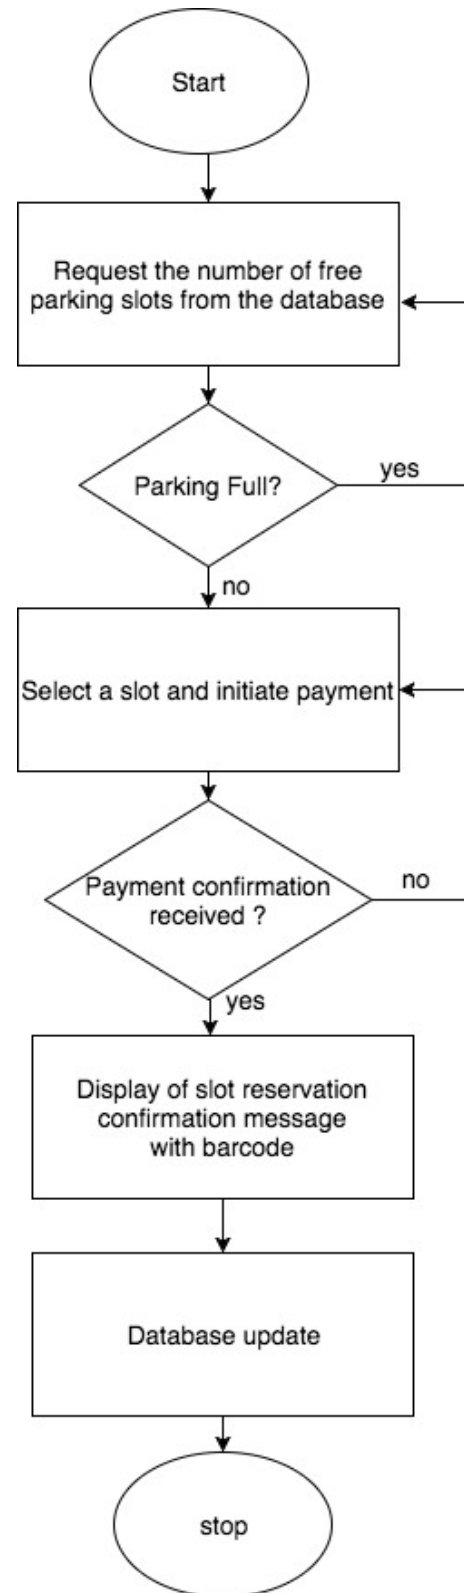 Start
Request the number of free
parking slots from the database
Parking Full?
yes
no
Select a slot and initiate payment
Payment confirmation
received ?
no
yes
Display of slot reservation
confirmation message
with barcode
Database update
stop